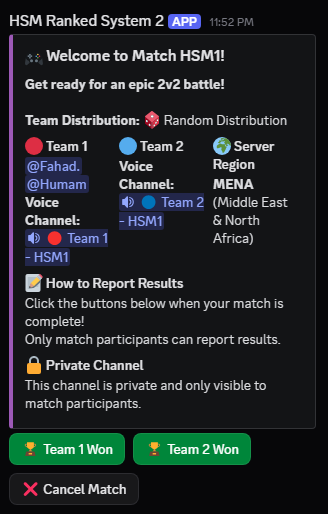 HSM Ranked System 2 APP 11:52 PM
Welcome to Match HSM1!
Get ready for an epic 2v2 battle!
Team Distribution: Random Distribution
Team 1
@Fahad.
@Humam
Voice
Channel:
Team 1
- HSM1
Team 2
Voice
Channel:
Team 2
- HSM1
Server
Region
MENA
(Middle East
& North
Africa)
How to Report Results
Click the buttons below when your match is
complete!
Only match participants can report results.
Private Channel
This channel is private and only visible to
match participants.
Team 1 Won
Team 2 Won
Cancel Match